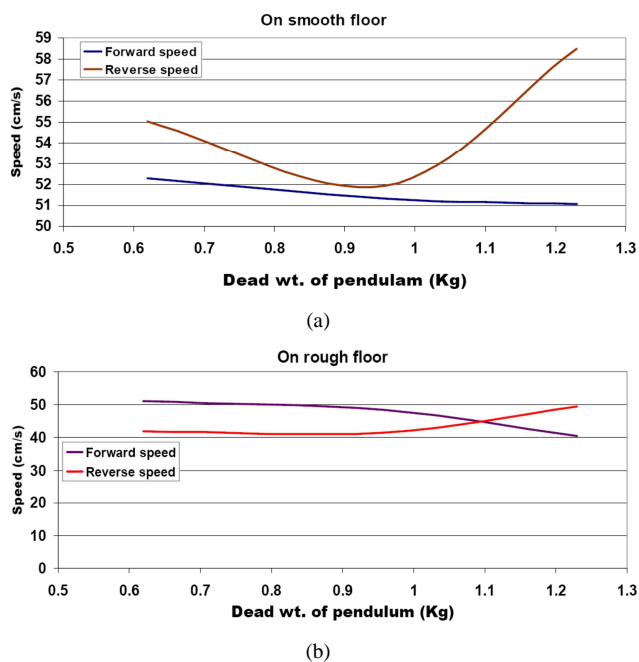 On smooth floor
59
58
57
56
55
54
53
52
51
50
Speed (cm/s)
Forward speed
Reverse speed
0.5 0.6 0.7 0.8 0.9 1 1.1 1.2 1.3
Dead wt. of pendulam (Kg)
(a)
On rough floor
60
50
40
30
20
10
0
Speed (cm/s)
Forward speed
Reverse speed
0.5 0.6 0.7 0.8 0.9 1 1.1 1.2 1.3
Dead wt. of pendulum (Kg)
(b)